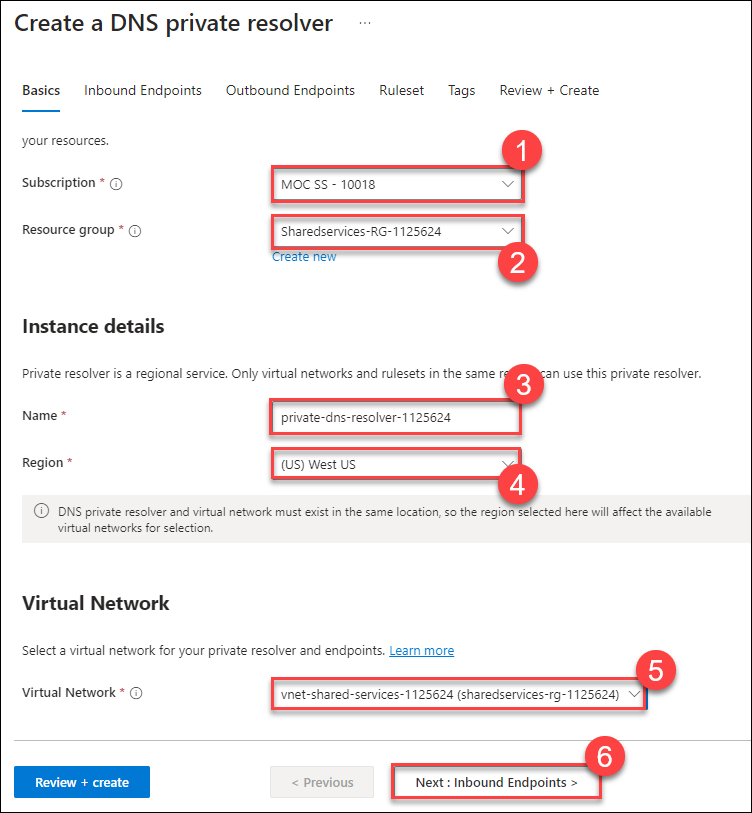 Create a DNS private resolver ...
Basics Inbound Endpoints Outbound Endpoints Ruleset Tags Review + Create
your resources.
1
Subscription * MOC SS - 10018
Resource group * Sharedservices-RG-1125624
Create new
2
Instance details
Private resolver is a regional service. Only virtual networks and rulesets in the same can use this private resolver.
3
Name * private-dns-resolver-1125624
Region * (US) West US
4
DNS private resolver and virtual network must exist in the same location, so the region selected here will affect the available
virtual networks for selection.
Virtual Network
Select a virtual network for your private resolver and endpoints. Learn more
5
Virtual Network * vnet-shared-services-1125624 (sharedservices-rg-1125624)
6
Review + create < Previous Next : Inbound Endpoints >